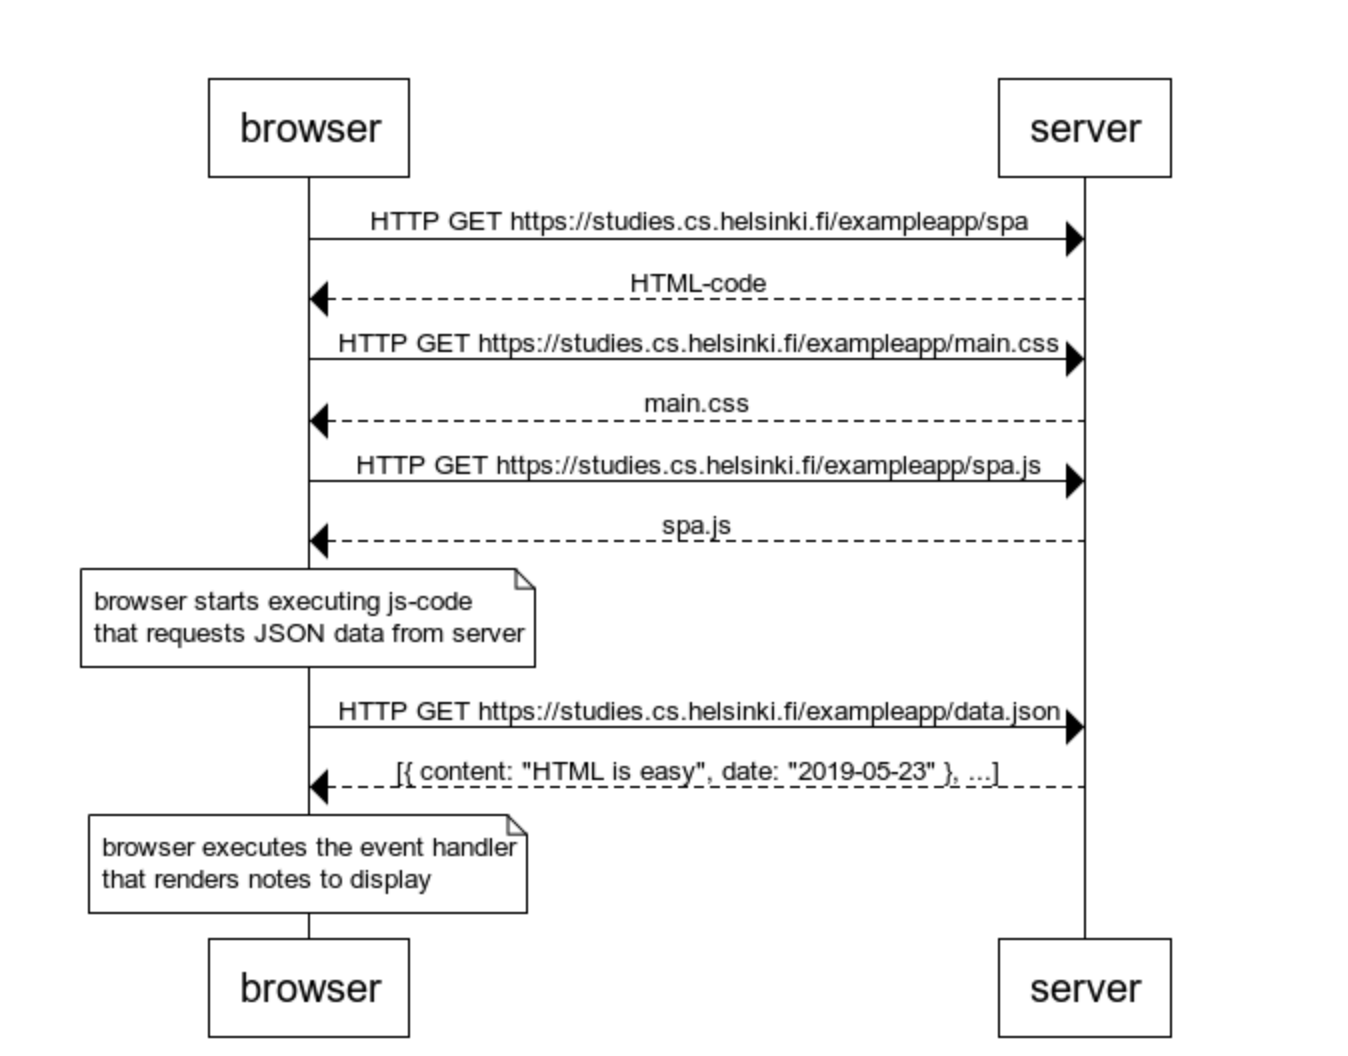 browser
server
HTTP GET https://studies.cs.helsinki.fi/exampleapp/spa
HTML-code
HTTP GET https://studies.cs.helsinki.fi/exampleapp/main.css
main.css
HTTP GET https://studies.cs.helsinki.fi/exampleapp/spa.js
spa.js
browser starts executing js-code
that requests JSON data from server
HTTP GET https://studies.cs.helsinki.fi/exampleapp/data.json
[{ content: "HTML is easy", date: "2019-05-23" }, ...]
browser executes the event handler
that renders notes to display
browser
server